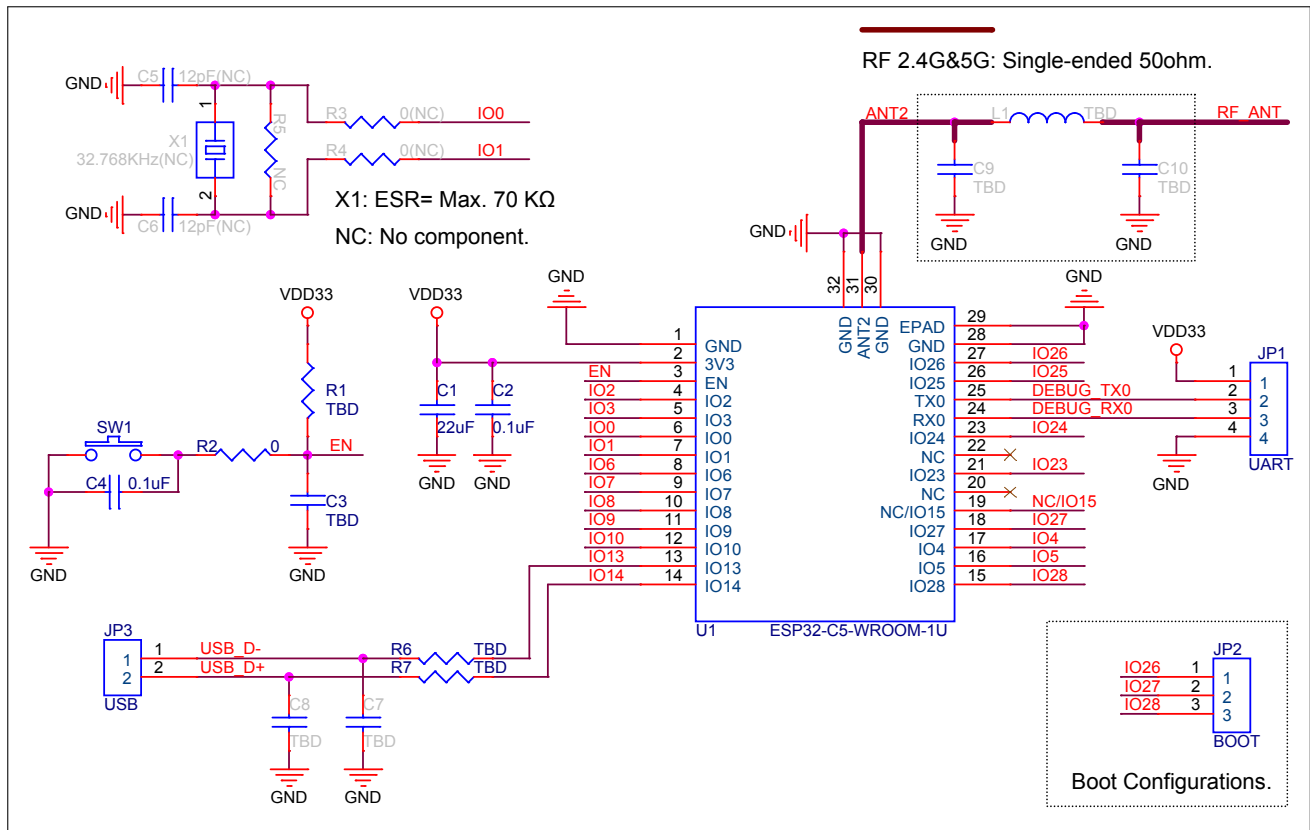 RF 2.4G&5G: Single-ended 50ohm.
GND C5 12pF(NC)
1
X1
32.768KHz(NC)
2
R5
NC
R3 0(NC) IO0
R4 0(NC) IO1
GND C6 12pF(NC)
X1: ESR= Max. 70 KΩ
NC: No component.
ANT2 L1 TBD RF_ANT
C9
TBD
GND
C10
TBD
GND
VDD33
R1
TBD
SW1
R2 0 EN
C4 0.1uF
C3
TBD
GND
GND
VDD33
C1
22uF
GND
C2
0.1uF
GND
GND
GND
32 31 30
GND ANT2 GND
1 GND
2 3V3
EN 3 EN
IO2 4 IO2
IO3 5 IO3
IO0 6 IO0
IO1 7 IO1
IO6 8 IO6
IO7 9 IO7
IO8 10 IO8
IO9 11 IO9
IO10 12 IO10
IO13 13 IO13
IO14 14 IO14
GND
EPAD 29
GND 28
IO26 27 IO26
IO25 26 IO25
TX0 25 DEBUG_TX0
RX0 24 DEBUG_RX0
IO24 23 IO24
NC 22
IO23 21 IO23
NC 20
NC/IO15 19 NC/IO15
IO27 18 IO27
IO4 17 IO4
IO5 16 IO5
IO28 15 IO28
U1 ESP32-C5-WROOM-1U
VDD33
JP1
1 1
2 2
3 3
4 4
UART
GND
JP3
1 1 USB_D- R6 TBD
2 2 USB_D+ R7 TBD
USB
C8
TBD
GND
C7
TBD
GND
JP2
IO26 1 1
IO27 2 2
IO28 3 3
BOOT
Boot Configurations.